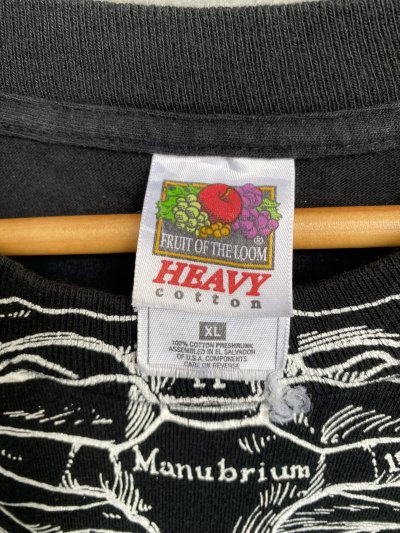 FRUIT OF THE LOOM ®
HEAVY
cotton
XL
100% COTTON PRESHRUNK
ASSEMBLED IN EL SALVADOR
OF U.S.A. COMPONENTS
CARE ON REVERSE
Manubrium